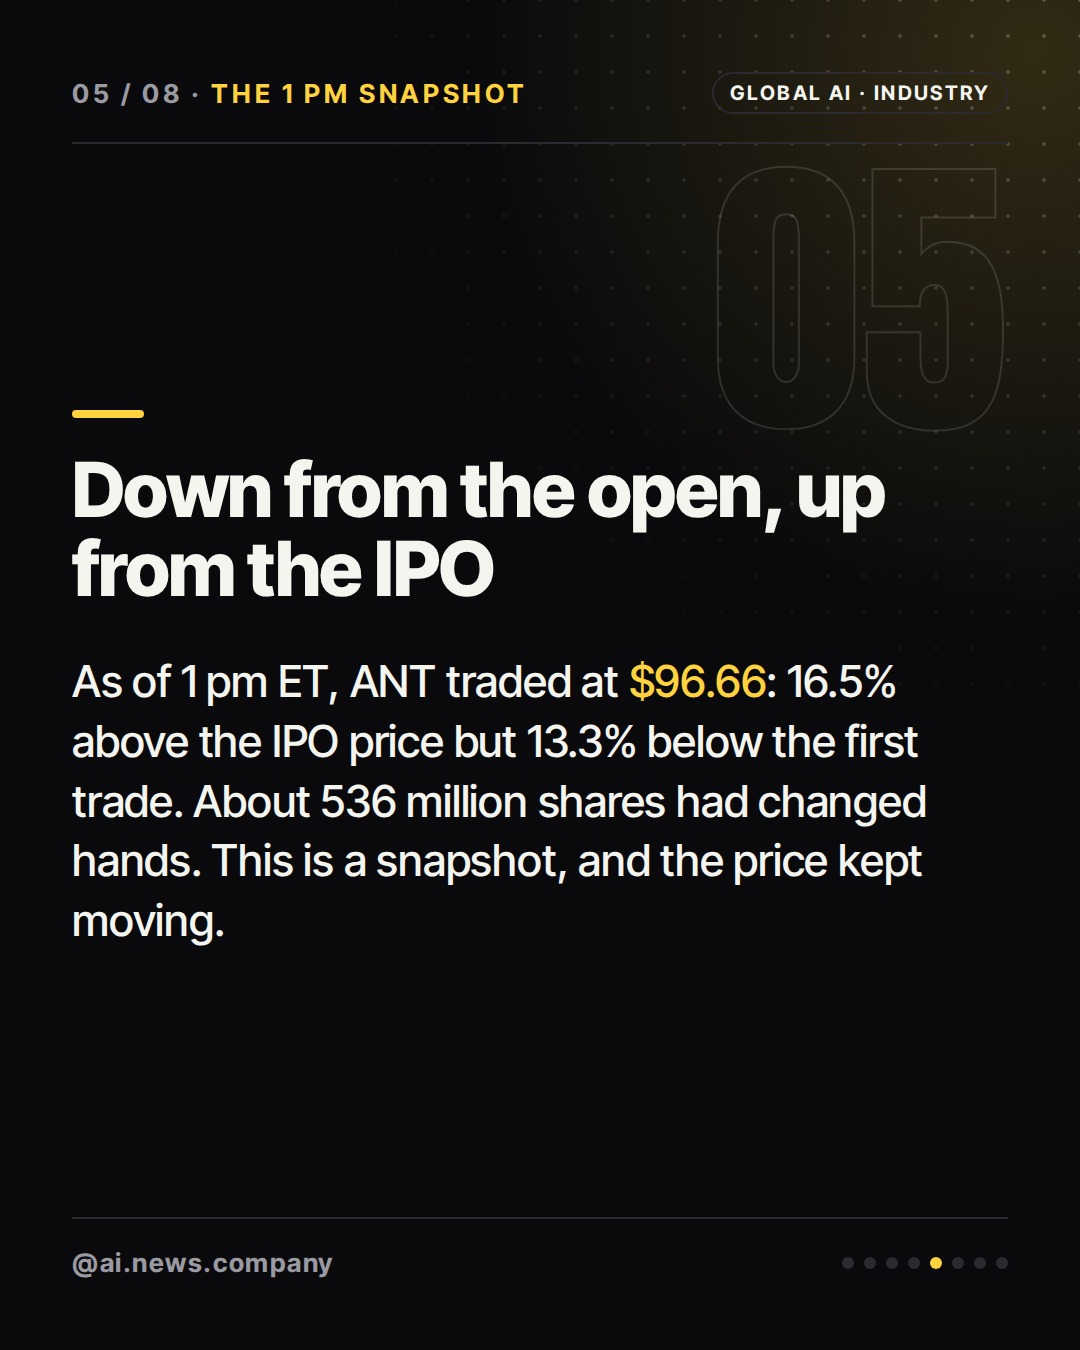 05 / 08 · THE 1 PM SNAPSHOT
GLOBAL AI · INDUSTRY
05
Down from the open, up
from the IPO
As of 1 pm ET, ANT traded at $96.66: 16.5%
above the IPO price but 13.3% below the first
trade. About 536 million shares had changed
hands. This is a snapshot, and the price kept
moving.
@ai.news.company